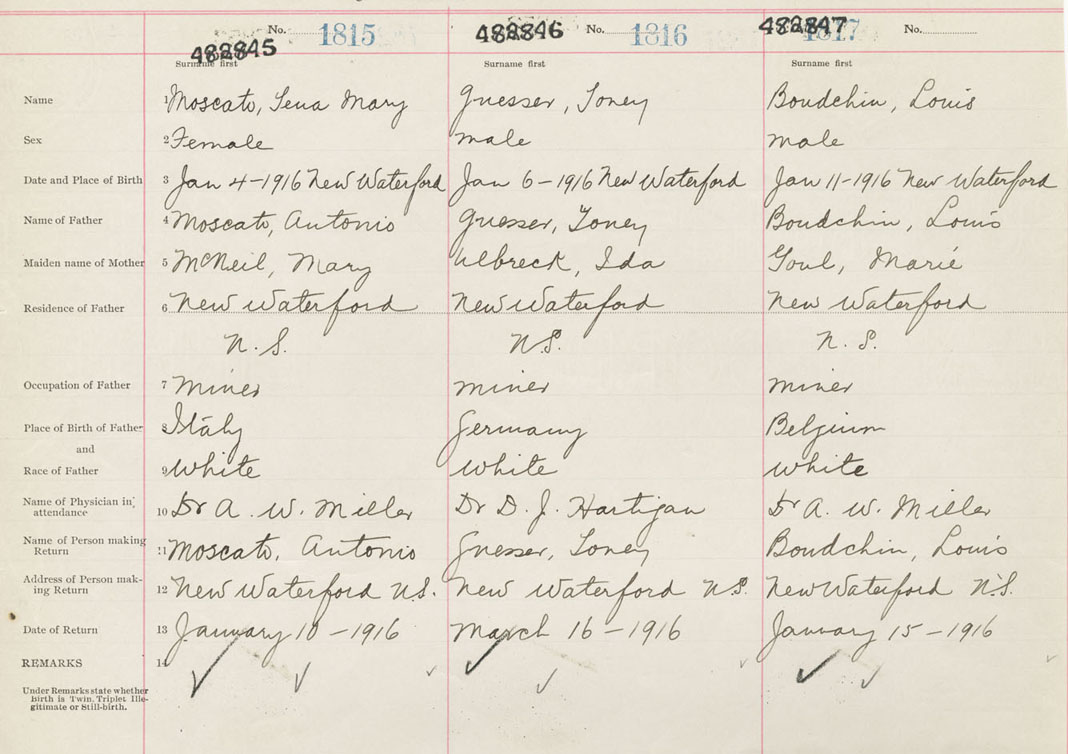 No. 1815 No. 1816 1817 No.
482845 482846 482847
Surname first Surname first Surname first
Name 1 Moscato, Lena Mary Guesser, Toney Boudchin, Louis
Sex 2 Female male male
Date and Place of Birth 3 Jan 4-1916 New Waterford Jan 6-1916 New Waterford Jan 11-1916 New Waterford
Name of Father 4 Moscato, Antonio Guesser, Toney Boudchin, Louis
Maiden name of Mother 5 McNeil, Mary Ulbreck, Ida Goul, Marie
Residence of Father 6 New Waterford New Waterford New Waterford
N.S. N.S. N.S.
Occupation of Father 7 miner miner miner
Place of Birth of Father 8 Italy Germany Belgium
and
Race of Father 9 White White White
Name of Physician in attendance 10 Dr A. W. Miller Dr D. J. Hartigan Dr A. W. Miller
Name of Person making Return 11 Moscato, Antonio Guesser, Toney Boudchin, Louis
Address of Person making Return 12 New Waterford N.S. New Waterford N.S. New Waterford N.S.
Date of Return 13 January 10-1916 March 16-1916 January 15-1916
REMARKS 14
Under Remarks state whether
Birth is Twin, Triplet Ille-
gitimate or Still-birth.